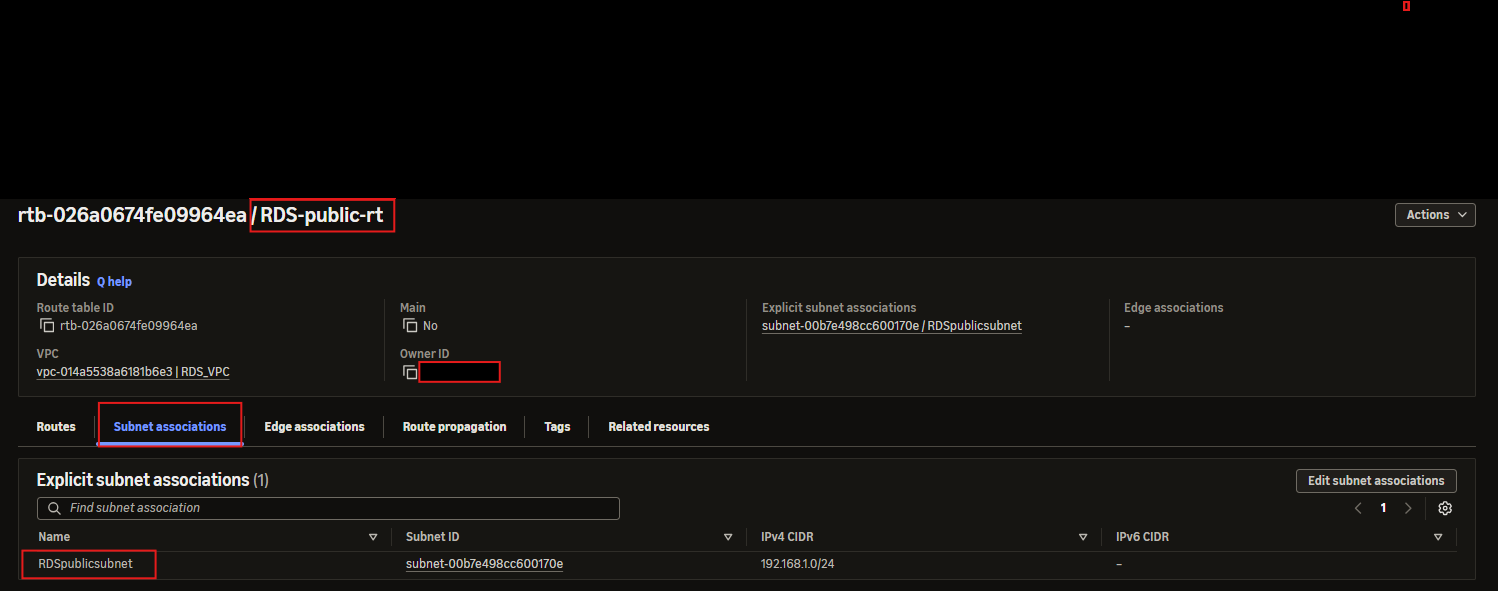 rtb-026a0674fe09964ea / RDS-public-rt
Actions
Details Q help
Route table ID
rtb-026a0674fe09964ea
Main
No
Explicit subnet associations
subnet-00b7e498cc600170e / RDSpublicsubnet
Edge associations
–
VPC
vpc-014a5538a6181b6e3 | RDS_VPC
Owner ID
Routes Subnet associations Edge associations Route propagation Tags Related resources
Explicit subnet associations (1)
Edit subnet associations
Find subnet association
1
Name Subnet ID IPv4 CIDR IPv6 CIDR
RDSpublicsubnet subnet-00b7e498cc600170e 192.168.1.0/24 –